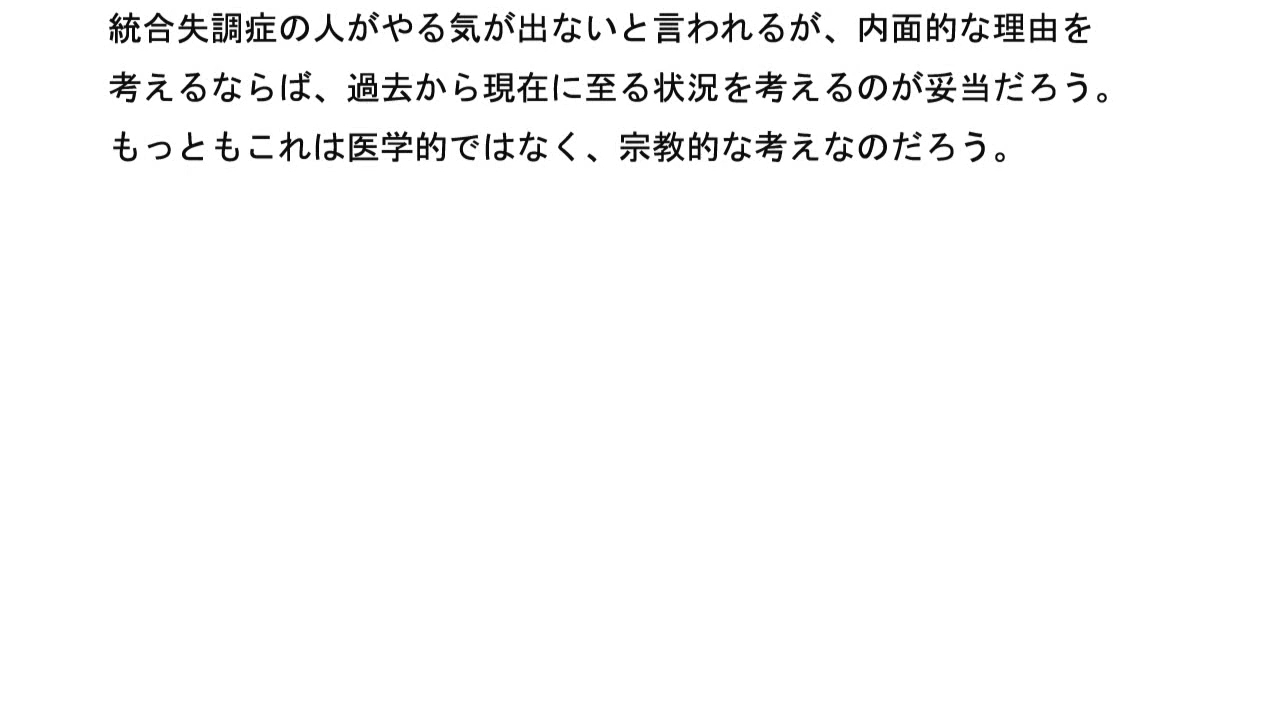 統合失調症の人がやる気が出ないと言われるが、内面的な理由を
考えるならば、過去から現在に至る状況を考えるのが妥当だろう。
もっともこれは医学的ではなく、宗教的な考えなのだろう。